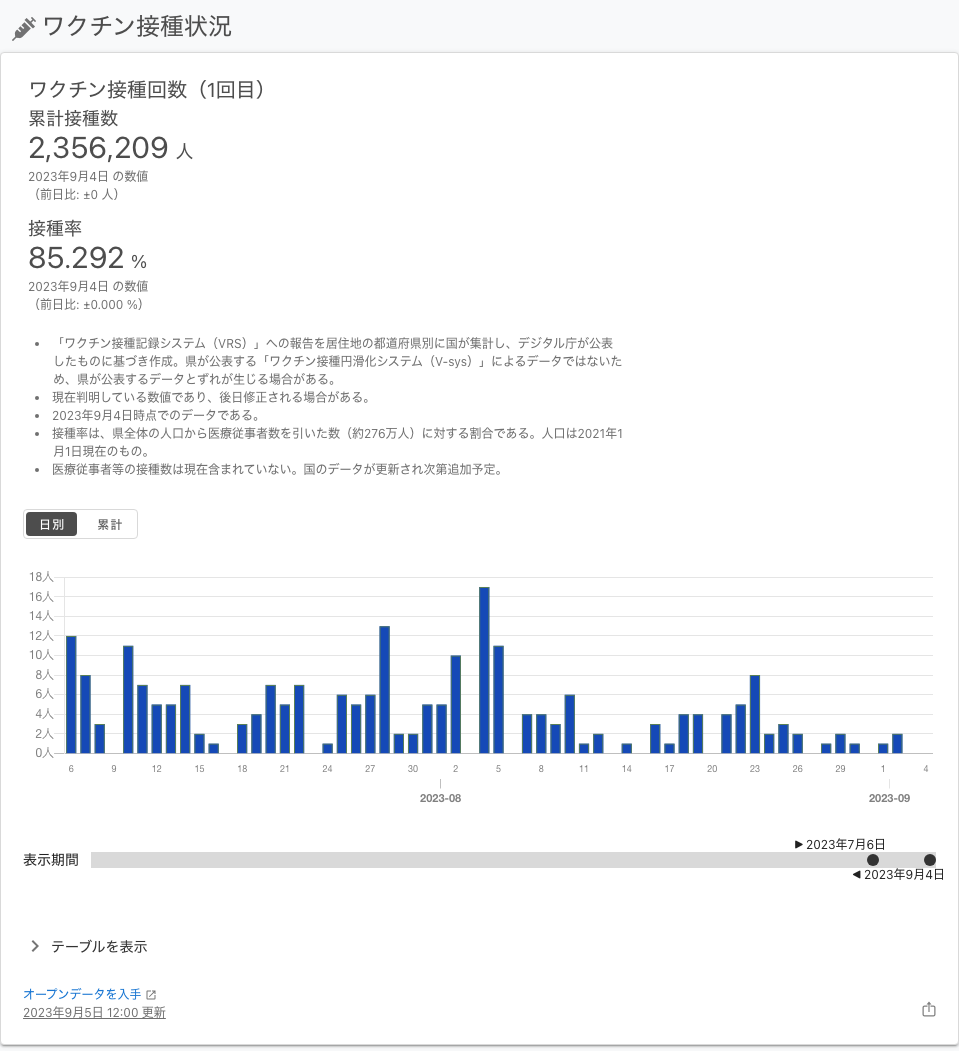 ワクチン接種状況
ワクチン接種回数（1回目）
累計接種数
2,356,209 人
2023年9月4日 の数値
（前日比: ±0 人）
接種率
85.292 %
2023年9月4日 の数値
（前日比: ±0.000 %）
• 「ワクチン接種記録システム（VRS）」への報告を居住地の都道府県別に国が集計し、デジタル庁が公表
したものに基づき作成。県が公表する「ワクチン接種円滑化システム（V-sys）」によるデータではないた
め、県が公表するデータとずれが生じる場合がある。
• 現在判明している数値であり、後日修正される場合がある。
• 2023年9月4日時点でのデータである。
• 接種率は、県全体の人口から医療従事者数を引いた数（約276万人）に対する割合である。人口は2021年1
月1日現在のもの。
• 医療従事者等の接種数は現在含まれていない。国のデータが更新され次第追加予定。
日別 累計
18人
16人
14人
12人
10人
8人
6人
4人
2人
0人
6 9 12 15 18 21 24 27 30 2 5 8 11 14 17 20 23 26 29 1 4
2023-08 2023-09
▶ 2023年7月6日
表示期間
◀ 2023年9月4日
テーブルを表示
オープンデータを入手
2023年9月5日 12:00 更新